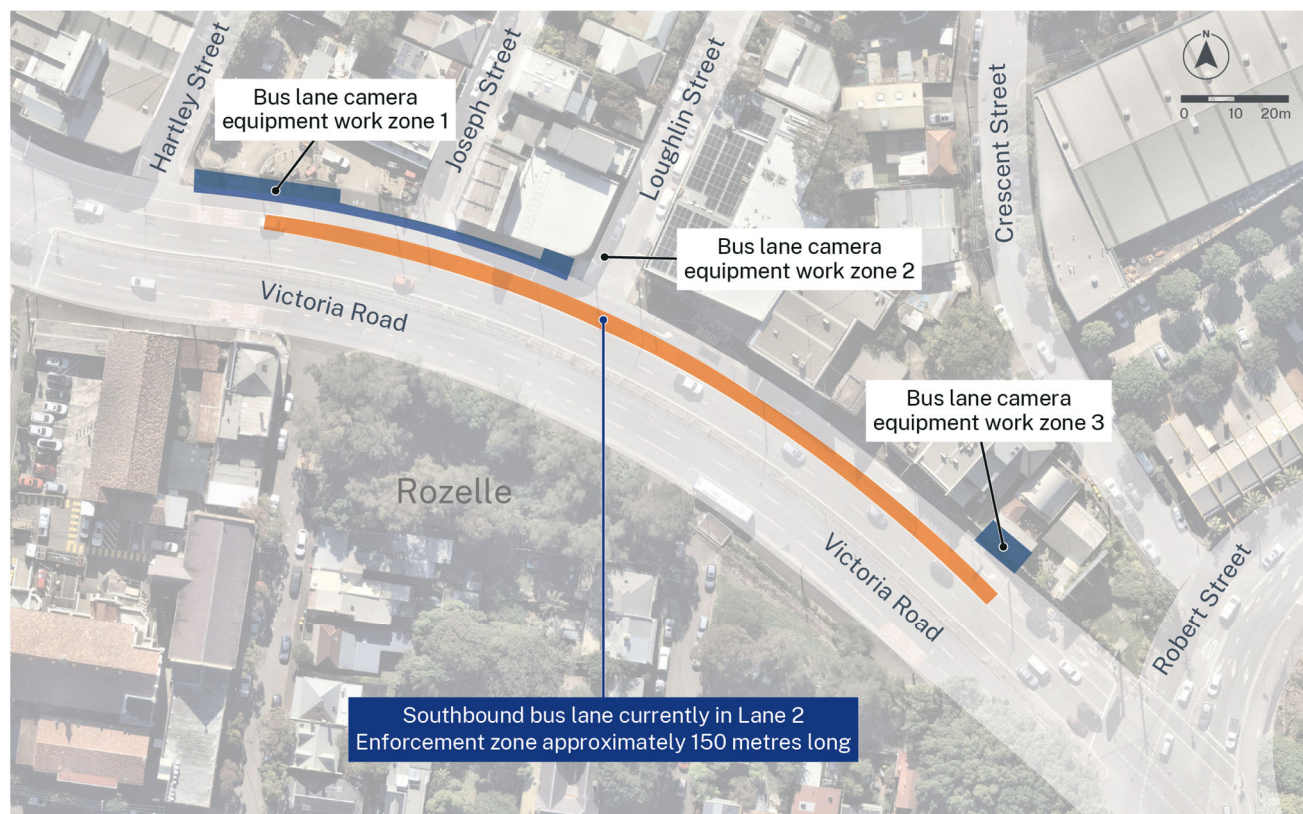 Hartley Street
Joseph Street
Loughlin Street
Crescent Street
N
0 10 20m
Bus lane camera
equipment work zone 1
Bus lane camera
equipment work zone 2
Victoria Road
Bus lane camera
equipment work zone 3
Rozelle
Victoria Road
Robert Street
Southbound bus lane currently in Lane 2
Enforcement zone approximately 150 metres long